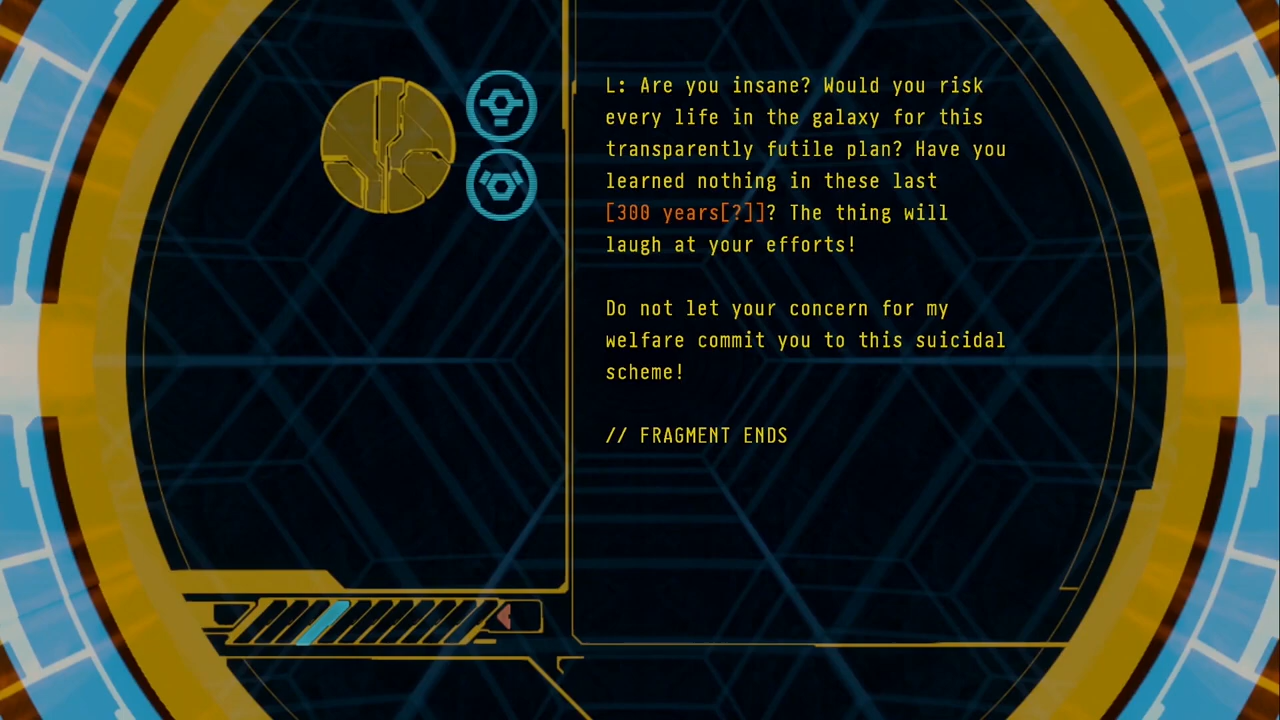 L: Are you insane? Would you risk
every life in the galaxy for this
transparently futile plan? Have you
learned nothing in these last
[300 years[?]]? The thing will
laugh at your efforts!
Do not let your concern for my
welfare commit you to this suicidal
scheme!
// FRAGMENT ENDS